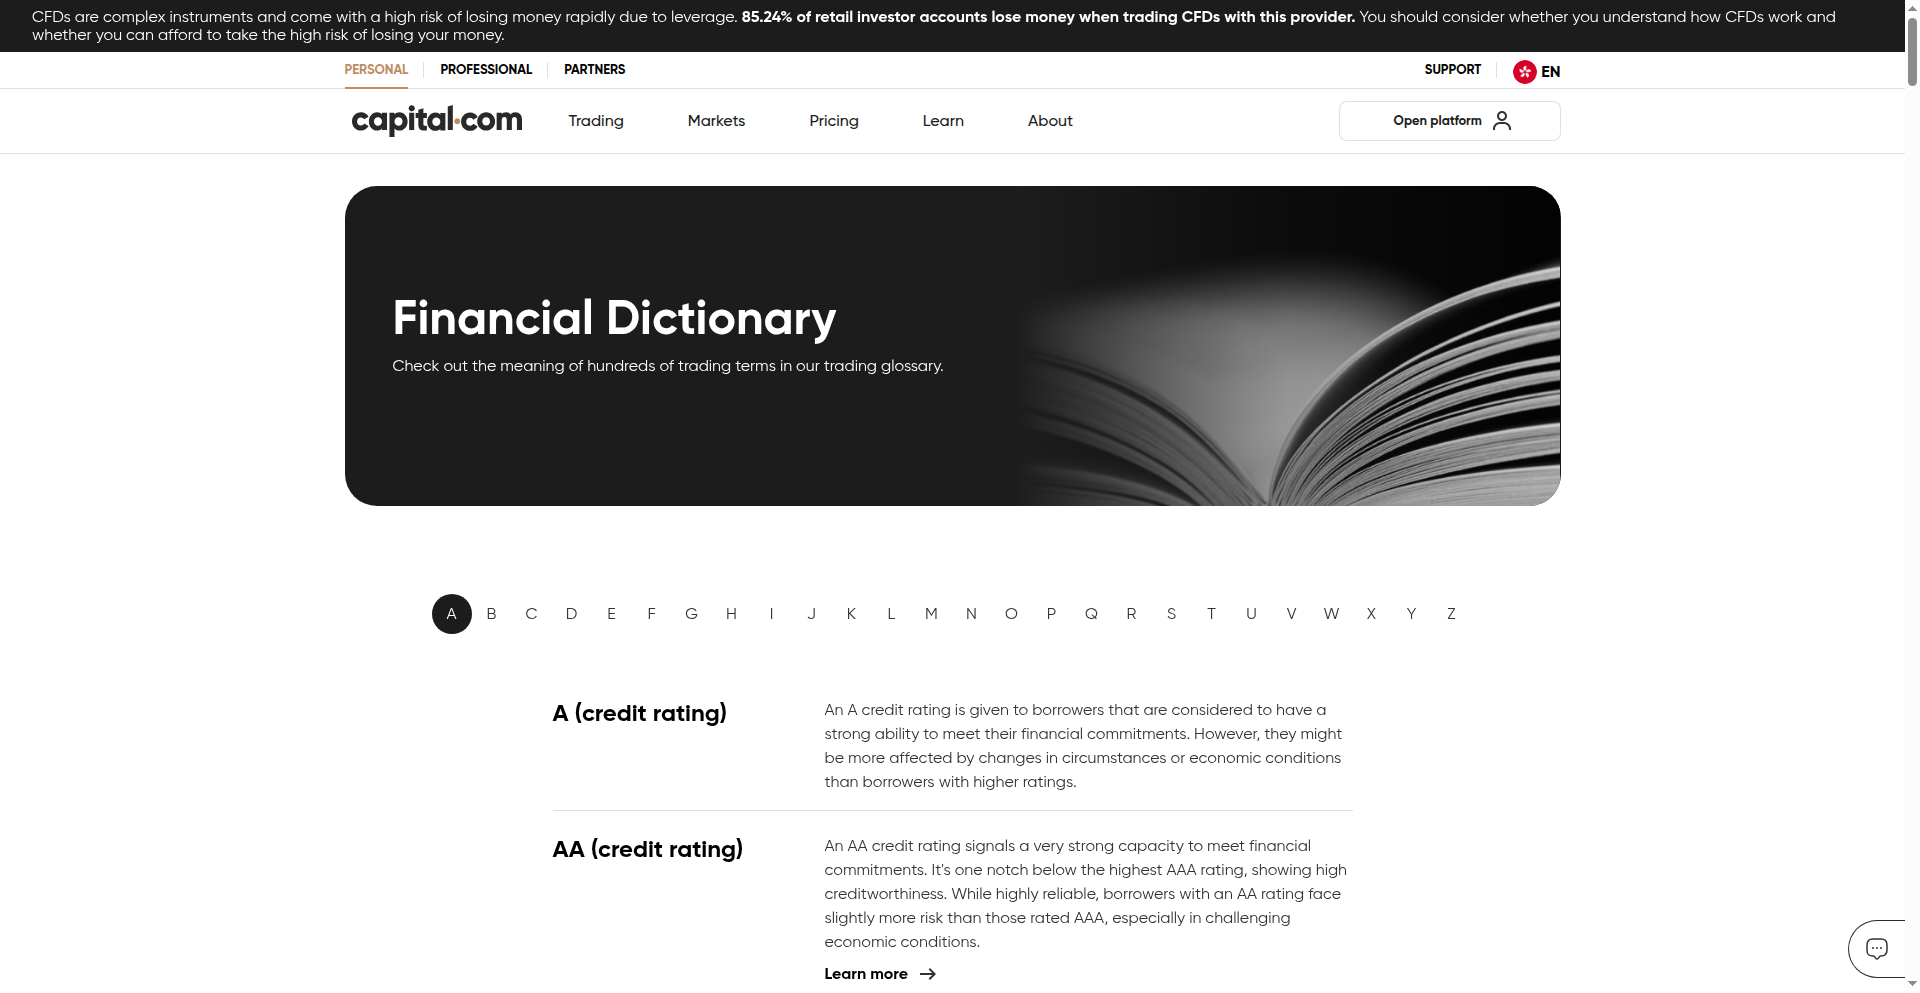 CFDs are complex instruments and come with a high risk of losing money rapidly due to leverage. 85.24% of retail investor accounts lose money when trading CFDs with this provider. You should consider whether you understand how CFDs work and
whether you can afford to take the high risk of losing your money.
PERSONAL PROFESSIONAL PARTNERS SUPPORT EN
capital.com Trading Markets Pricing Learn About Open platform
Financial Dictionary
Check out the meaning of hundreds of trading terms in our trading glossary.
A B C D E F G H I J K L M N O P Q R S T U V W X Y Z
A (credit rating)
An A credit rating is given to borrowers that are considered to have a
strong ability to meet their financial commitments. However, they might
be more affected by changes in circumstances or economic conditions
than borrowers with higher ratings.
AA (credit rating)
An AA credit rating signals a very strong capacity to meet financial
commitments. It's one notch below the highest AAA rating, showing high
creditworthiness. While highly reliable, borrowers with an AA rating face
slightly more risk than those rated AAA, especially in challenging
economic conditions.
Learn more